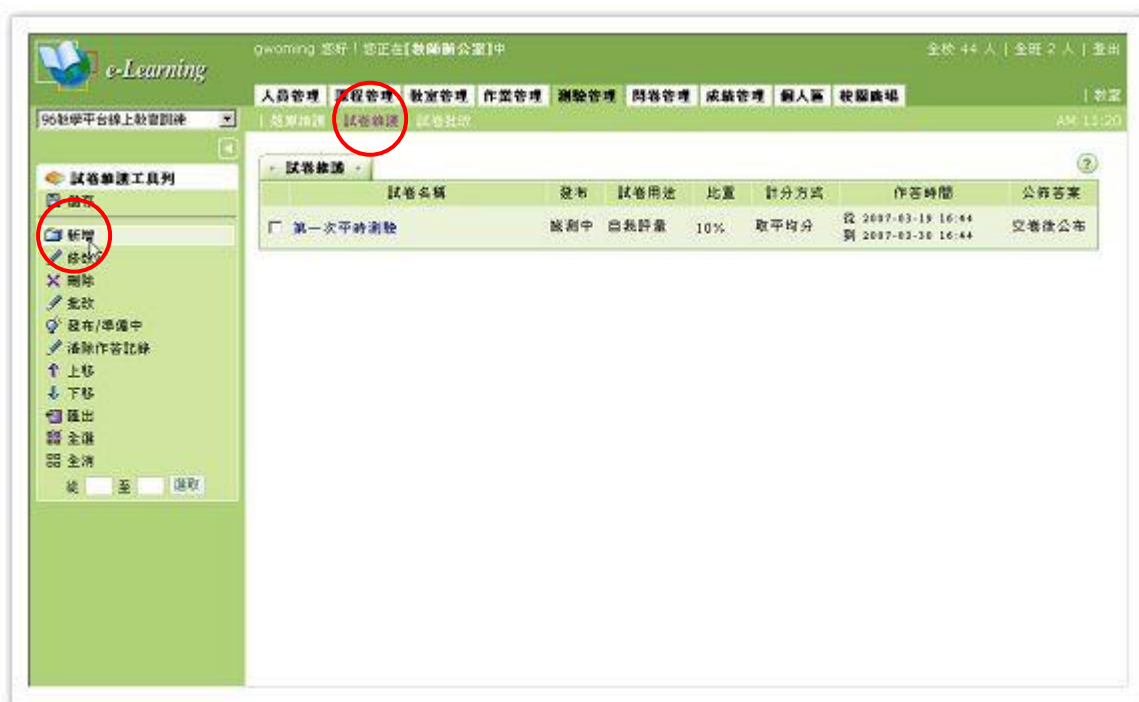 e-Learning
gwoming 您好！您正在[教師辦公室]中
全校 44 人 | 全班 2 人 | 登出
人員管理 課程管理 教室管理 作業管理 測驗管理 問卷管理 成績管理 個人區 校園廣場
| 教室
96教學平台線上教育訓練
| 題庫維護 試卷維護 試卷批改
AM 11:20
試卷維護工具列
儲存
新增
修改
刪除
批改
發布/準備中
清除作答記錄
上移
下移
匯出
全選
全消
從 至 選取
- 試卷維護 -
試卷名稱 發布 試卷用途 比重 計分方式 作答時間 公佈答案
第一次平時測驗 施測中 自我評量 10% 取平均分 從 2007-03-19 16:44 交卷後公布
到 2007-03-30 16:44